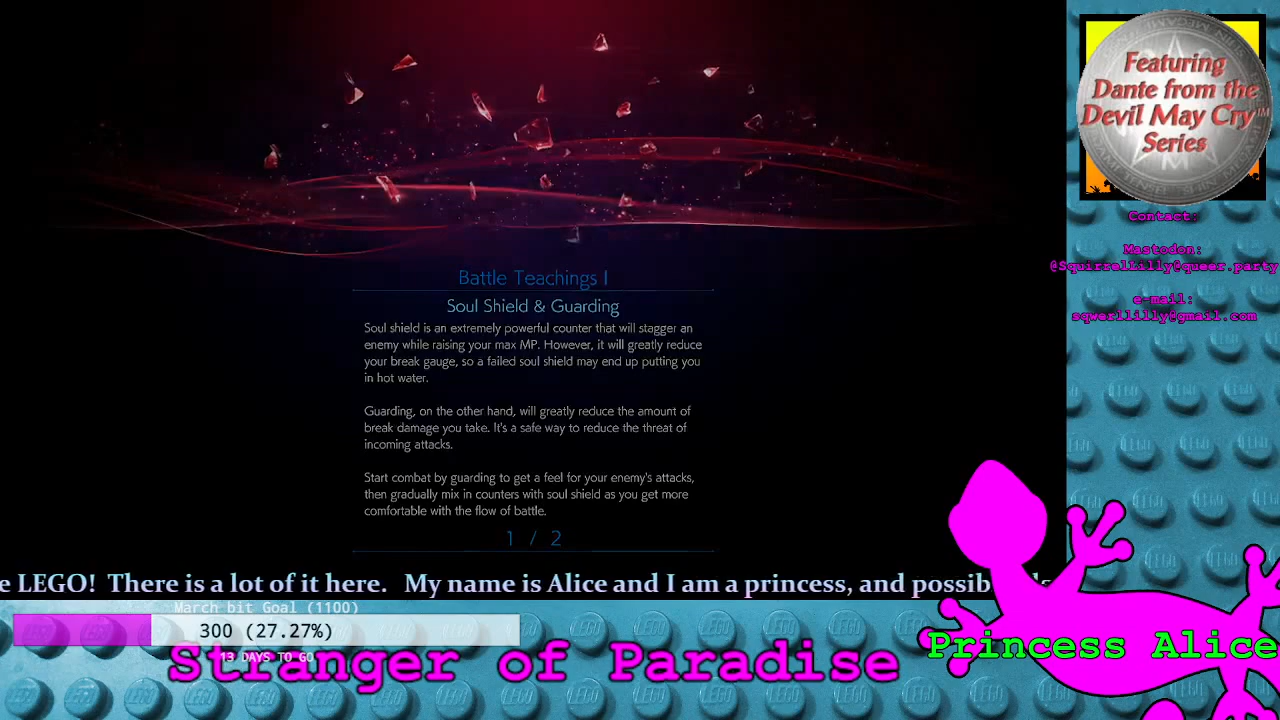 Featuring
Dante from the
Devil May Cry™
Series
Contact:
Mastodon:
@SquirrelLilly@queer.party
e-mail:
sqwerllilly@gmail.com
Battle Teachings I
Soul Shield & Guarding
Soul shield is an extremely powerful counter that will stagger an
enemy while raising your max MP. However, it will greatly reduce
your break gauge, so a failed soul shield may end up putting you
in hot water.
Guarding, on the other hand, will greatly reduce the amount of
break damage you take. It's a safe way to reduce the threat of
incoming attacks.
Start combat by guarding to get a feel for your enemy's attacks,
then gradually mix in counters with soul shield as you get more
comfortable with the flow of battle.
1 / 2
e LEGO!  There is a lot of it here.   My name is Alice and I am a princess, and possib
March bit Goal (1100)
300 (27.27%)
13 DAYS TO GO
Stranger of Paradise
Princess Alice